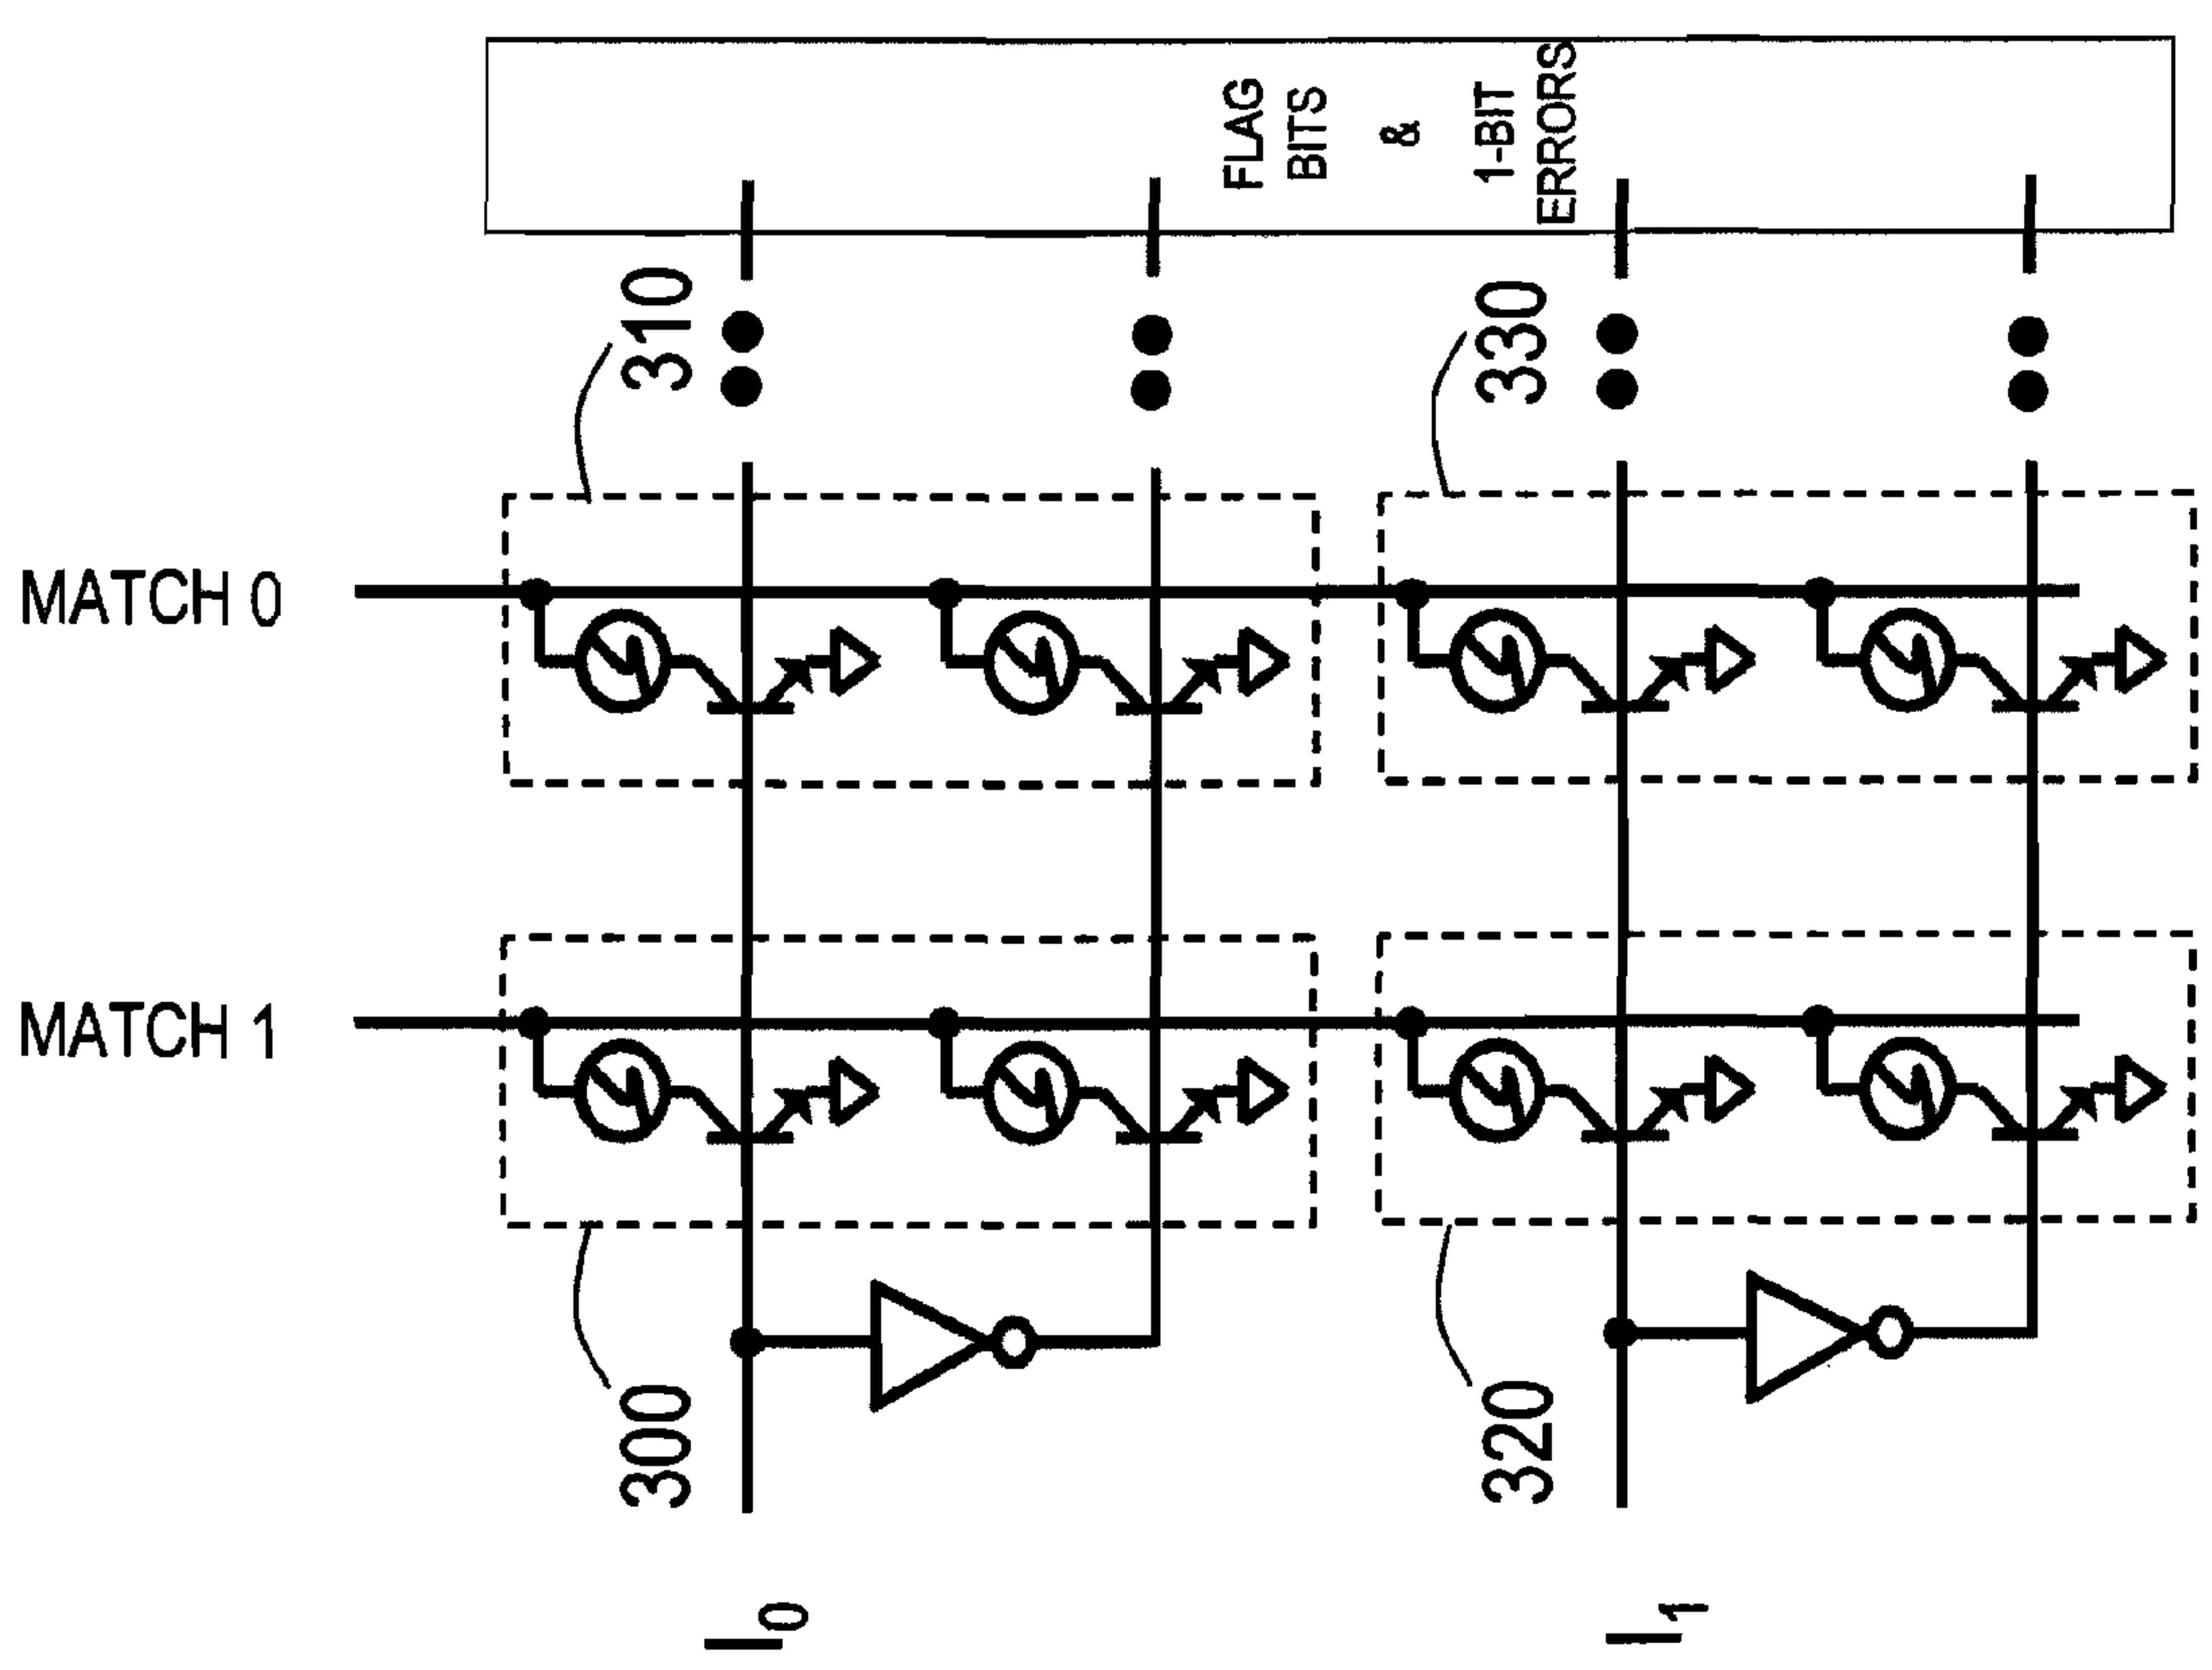 FLAG
BITS
&
1-BIT
ERRORS
310
330
MATCH 0
MATCH 1
300
320
I0
I1